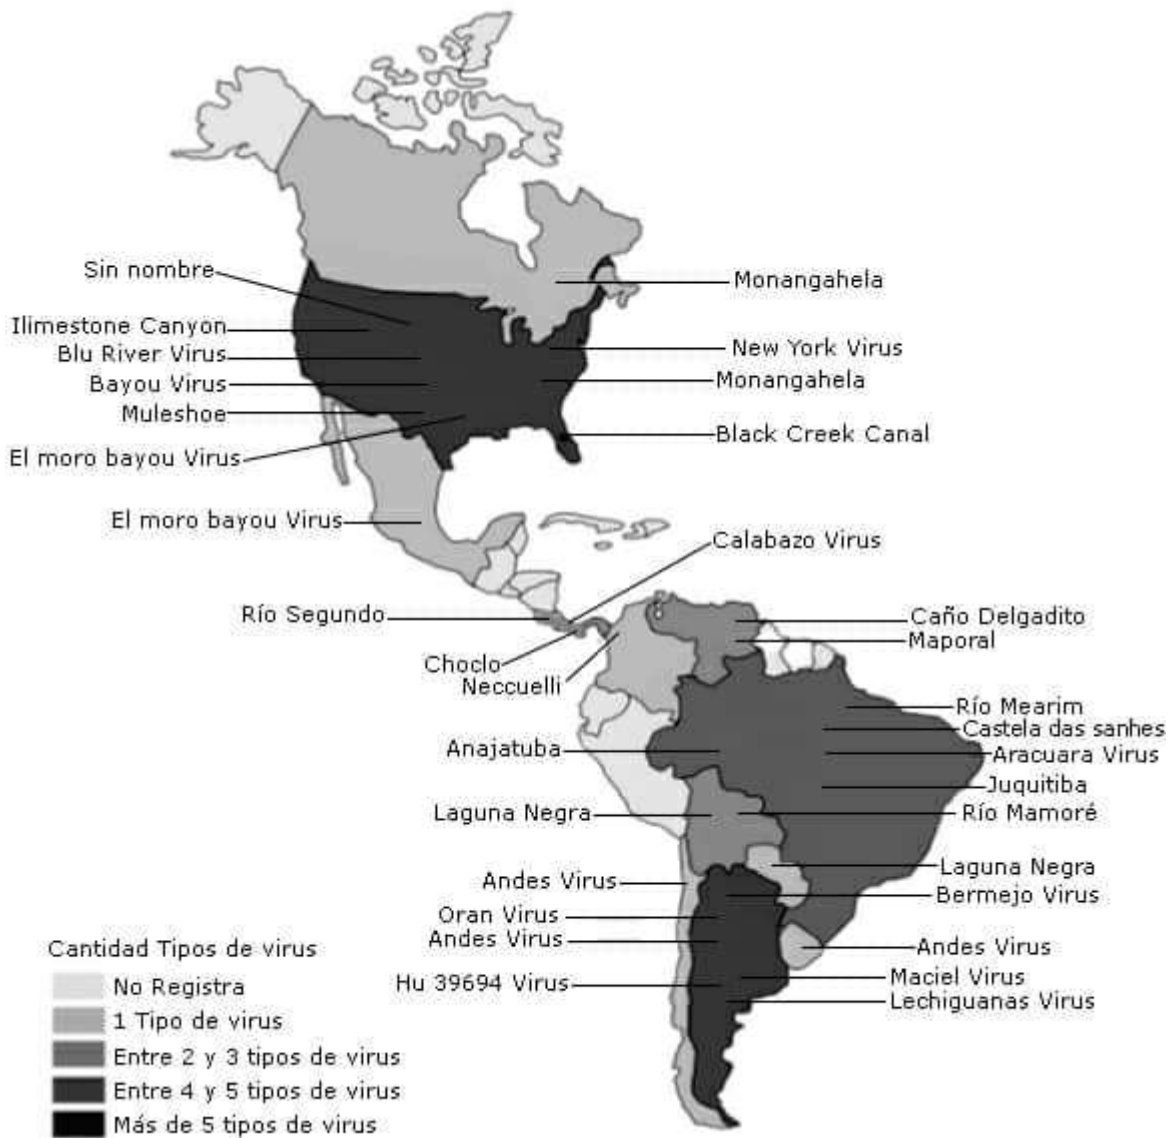 Sin nombre
Monangahela
Ilimestone Canyon
New York Virus
Blu River Virus
Monangahela
Bayou Virus
Muleshoe
Black Creek Canal
El moro bayou Virus
El moro bayou Virus
Calabazo Virus
Río Segundo
Caño Delgadito
Maporal
Choclo
Neccuelli
Río Mearim
Castela das sanhes
Anajatuba
Aracuara Virus
Juquitiba
Laguna Negra
Río Mamoré
Laguna Negra
Andes Virus
Bermejo Virus
Oran Virus
Andes Virus
Andes Virus
Hu 39694 Virus
Maciel Virus
Lechiguanas Virus
Cantidad Tipos de virus
No Registra
1 Tipo de virus
Entre 2 y 3 tipos de virus
Entre 4 y 5 tipos de virus
Más de 5 tipos de virus